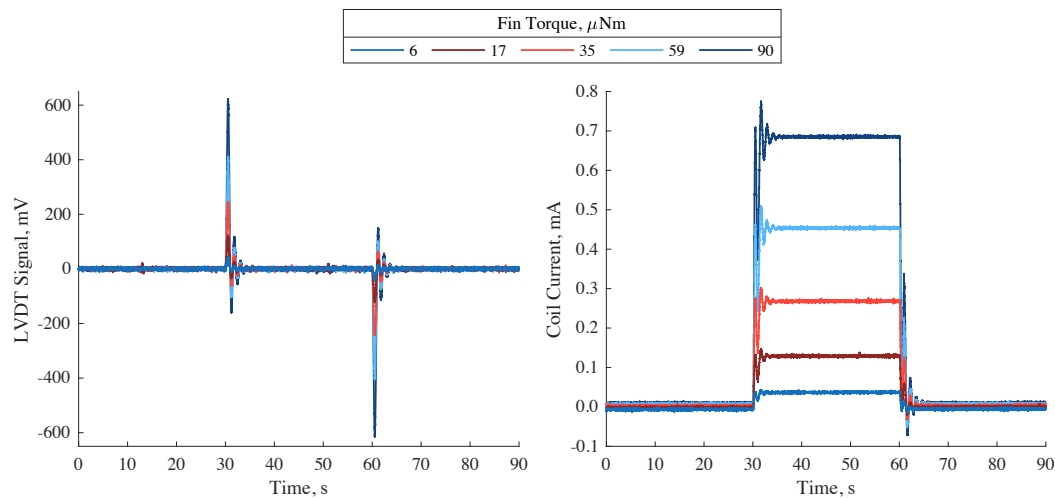 Fin Torque, μNm
6 17 35 59 90
LVDT Signal, mV
600
400
200
0
-200
-400
-600
0 10 20 30 40 50 60 70 80 90
Time, s
Coil Current, mA
0.8
0.7
0.6
0.5
0.4
0.3
0.2
0.1
0.0
-0.1
0 10 20 30 40 50 60 70 80 90
Time, s